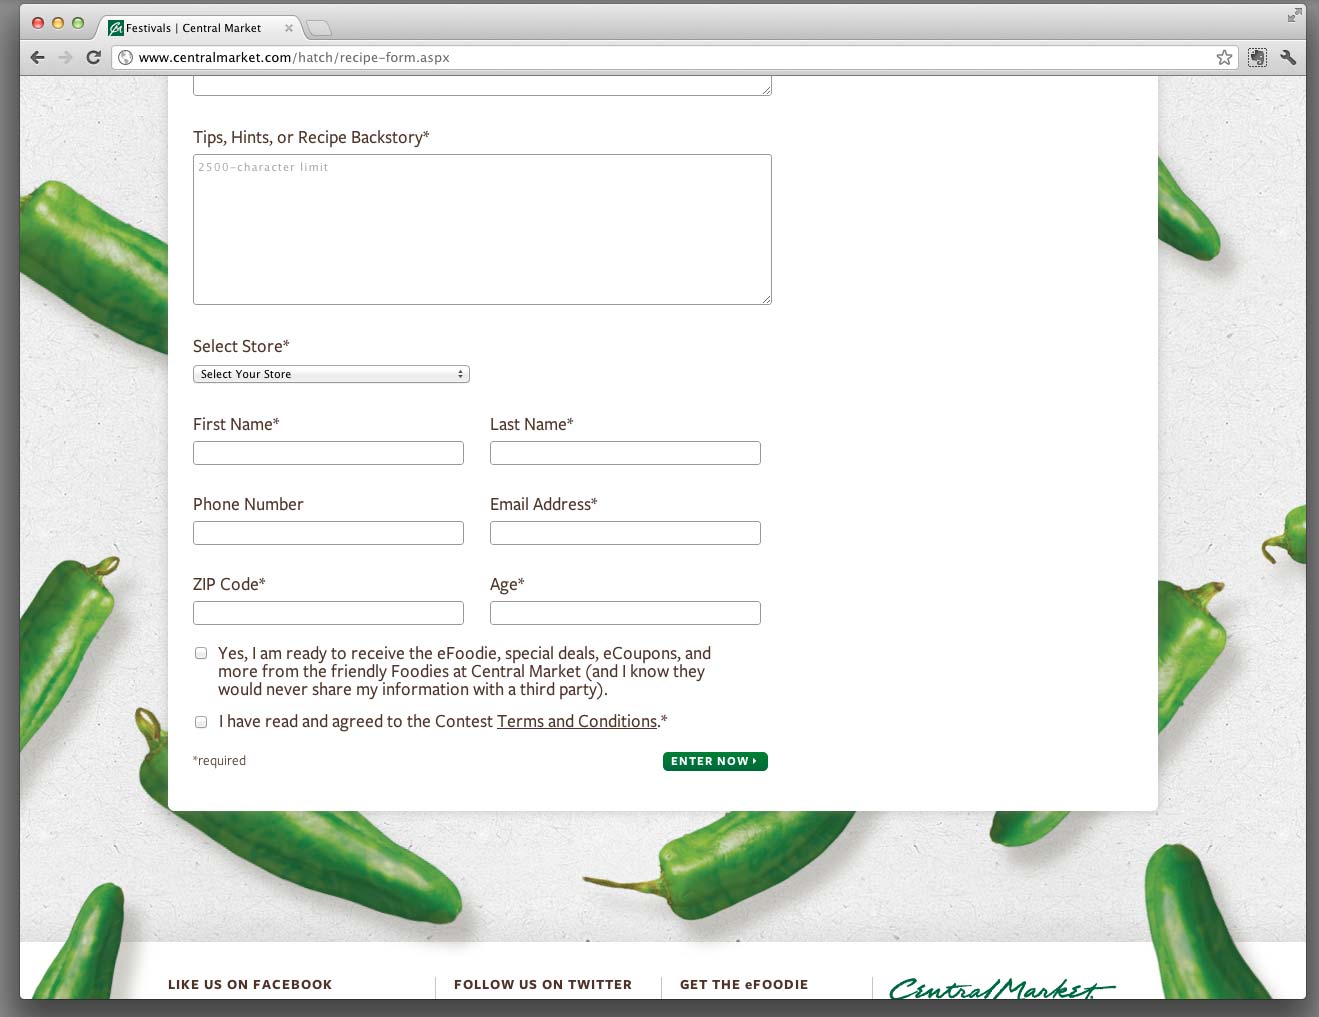 Festivals | Central Market
www.centralmarket.com/hatch/recipe-form.aspx
Tips, Hints, or Recipe Backstory*
2500-character limit
Select Store*
Select Your Store
First Name* Last Name*
Phone Number Email Address*
ZIP Code* Age*
Yes, I am ready to receive the eFoodie, special deals, eCoupons, and
more from the friendly Foodies at Central Market (and I know they
would never share my information with a third party).
I have read and agreed to the Contest Terms and Conditions.*
*required ENTER NOW
LIKE US ON FACEBOOK FOLLOW US ON TWITTER GET THE eFOODIE Central Market